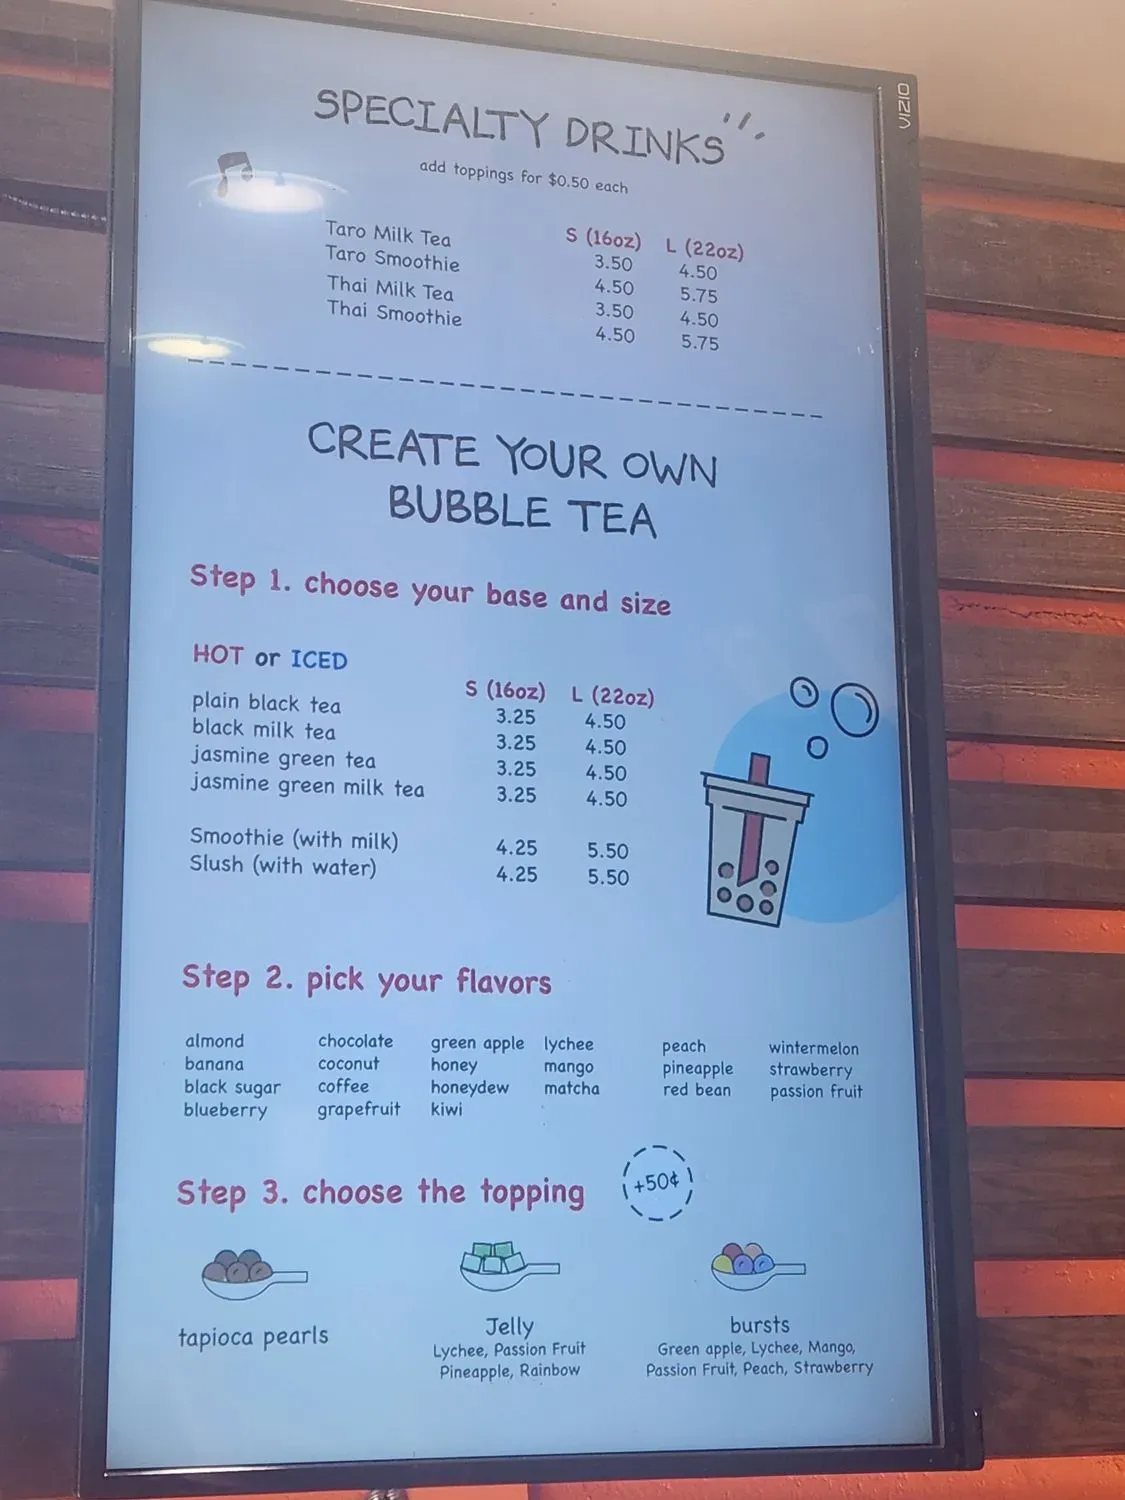 VIZIO
SPECIALTY DRINKS
add toppings for $0.50 each
S (16oz) L (22oz)
Taro Milk Tea 3.50 4.50
Taro Smoothie 4.50 5.75
Thai Milk Tea 3.50 4.50
Thai Smoothie 4.50 5.75
CREATE YOUR OWN
BUBBLE TEA
Step 1. choose your base and size
HOT or ICED
S (16oz) L (22oz)
plain black tea 3.25 4.50
black milk tea 3.25 4.50
jasmine green tea 3.25 4.50
jasmine green milk tea 3.25 4.50
Smoothie (with milk) 4.25 5.50
Slush (with water) 4.25 5.50
Step 2. pick your flavors
almond chocolate green apple lychee peach wintermelon
banana coconut honey mango pineapple strawberry
black sugar coffee honeydew matcha red bean passion fruit
blueberry grapefruit kiwi
Step 3. choose the topping +50¢
tapioca pearls Jelly bursts
Lychee, Passion Fruit Green apple, Lychee, Mango,
Pineapple, Rainbow Passion Fruit, Peach, Strawberry